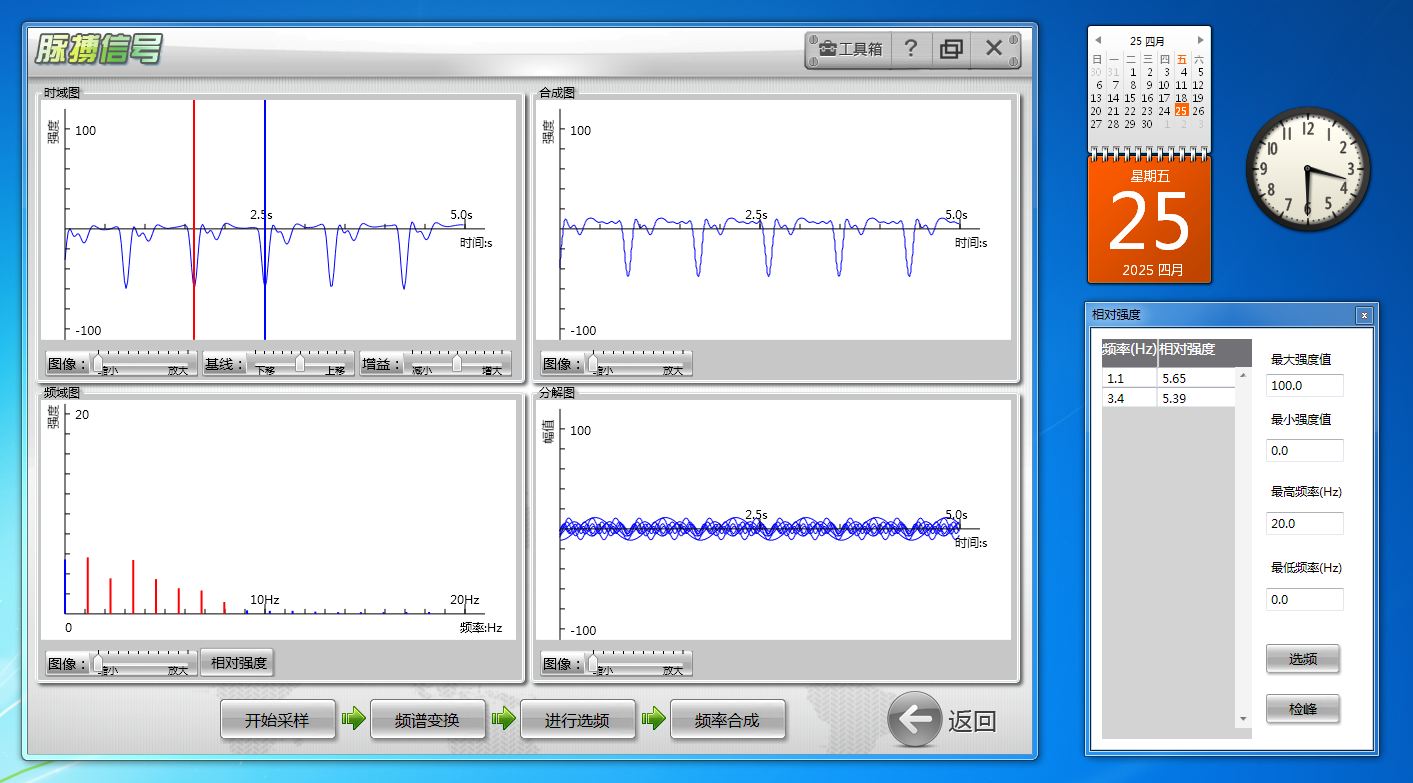 脉搏信号
工具箱
?
时域图
强度
100
2.5s
5.0s
时间:s
-100
图像：
缩小
放大
基线：
下移
上移
增益：
减小
增大
合成图
强度
100
2.5s
5.0s
时间:s
-100
图像：
缩小
放大
频域图
强度
20
10Hz
20Hz
0
频率:Hz
图像：
缩小
放大
相对强度
分解图
幅值
100
2.5s
5.0s
时间:s
-100
图像：
缩小
放大
开始采样
频谱变换
进行选频
频率合成
返回
25 四月
日 一 二 三 四 五 六
30 31 1 2 3 4 5
6 7 8 9 10 11 12
13 14 15 16 17 18 19
20 21 22 23 24 25 26
27 28 29 30 1 2 3
星期五
25
2025 四月
12
1
2
3
4
5
6
7
8
9
10
11
相对强度
x
频率(Hz) 相对强度
1.1 5.65
3.4 5.39
最大强度值
100.0
最小强度值
0.0
最高频率(Hz)
20.0
最低频率(Hz)
0.0
选频
检峰